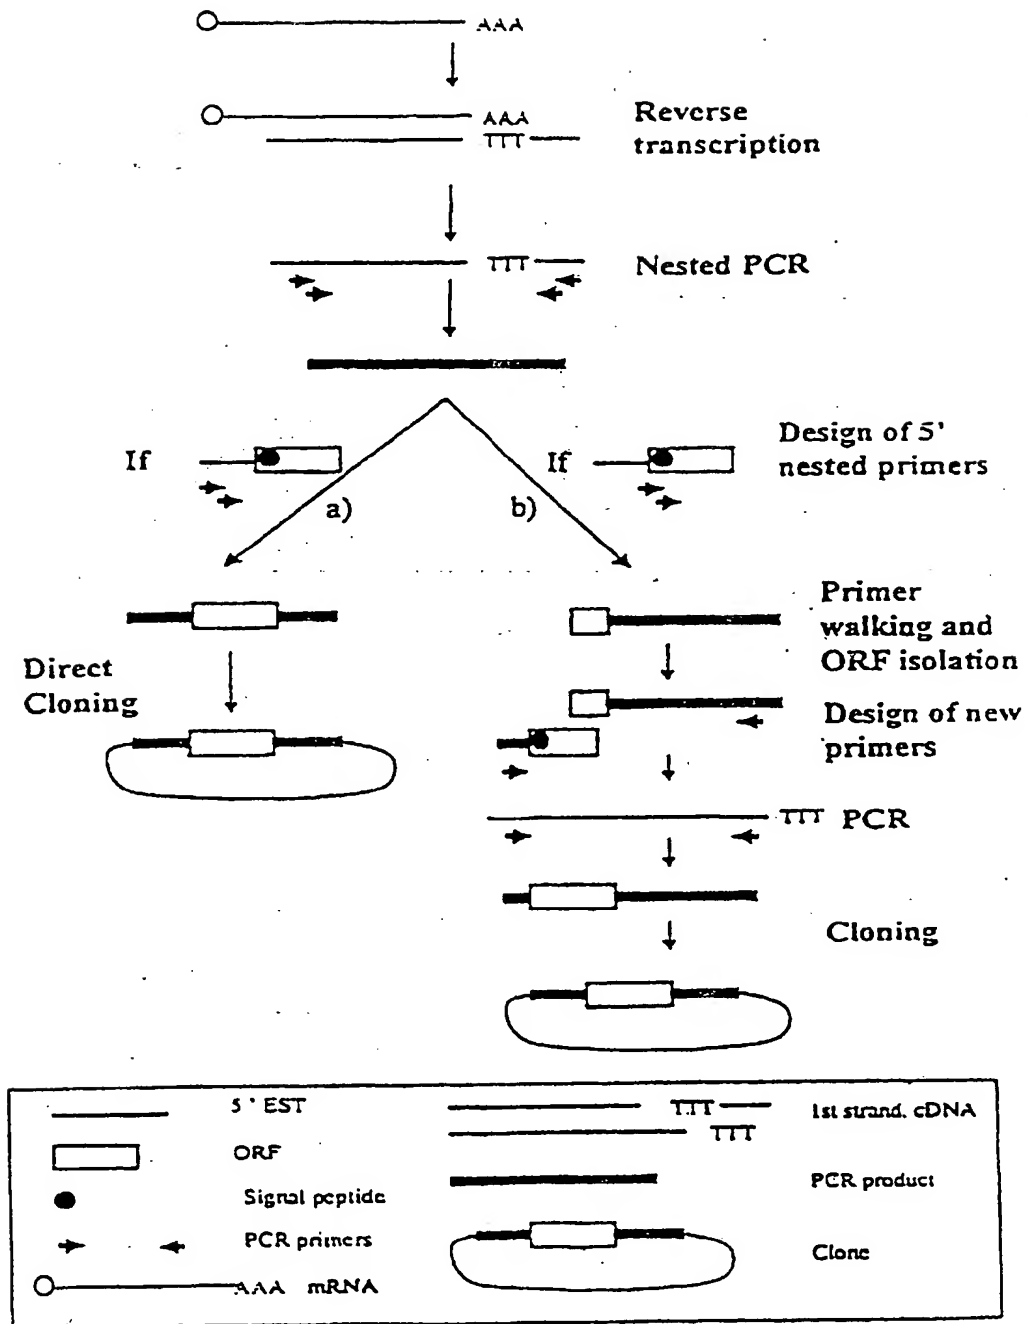 AAA
AAA
TTT
Reverse
transcription
TTT
Nested PCR
If
a)
If
b)
Design of 5'
nested primers
Direct
Cloning
Primer
walking and
ORF isolation
Design of new
primers
TTT PCR
Cloning
5' EST
ORF
Signal peptide
PCR primers
AAA mRNA
TTT
TTT
1st strand. cDNA
PCR product
Clone